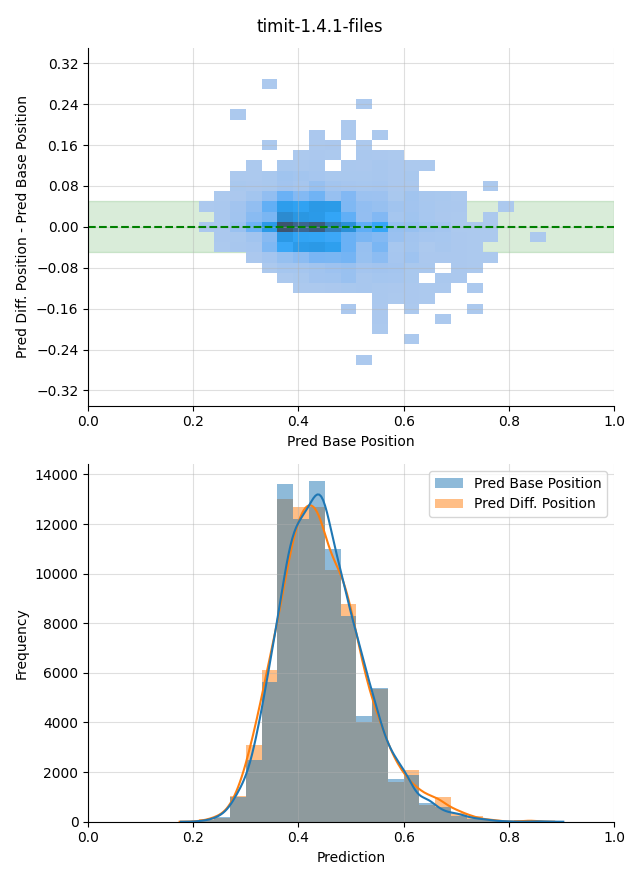 timit-1.4.1-files
Pred Diff. Position - Pred Base Position
0.32
0.24
0.16
0.08
0.00
−0.08
−0.16
−0.24
−0.32
0.0 0.2 0.4 0.6 0.8 1.0
Pred Base Position
Frequency
14000
12000
10000
8000
6000
4000
2000
0
Pred Base Position
Pred Diff. Position
0.0 0.2 0.4 0.6 0.8 1.0
Prediction